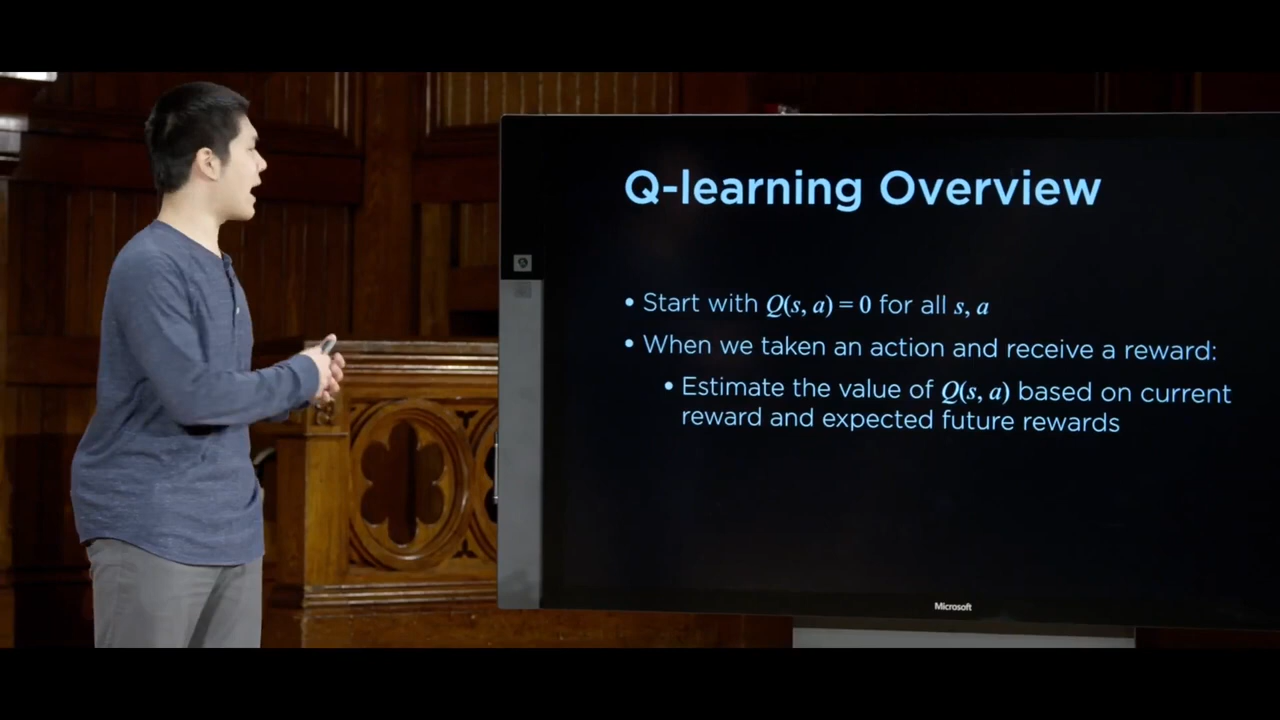 Q-learning Overview
• Start with Q(s, a) = 0 for all s, a
• When we taken an action and receive a reward:
• Estimate the value of Q(s, a) based on current
reward and expected future rewards
Microsoft